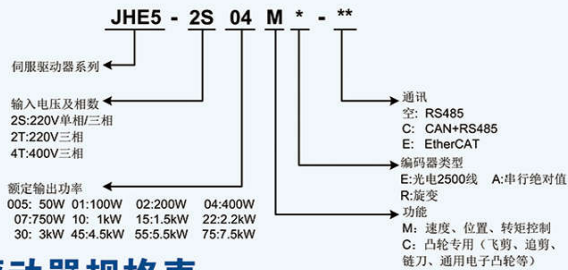 JHE5 - 2S 04 M * - **
伺服驱动器系列
输入电压及相数
2S:220V单相/三相
2T:220V三相
4T:400V三相
额定输出功率
005: 50W 01:100W 02:200W 04:400W
07:750W 10: 1kW 15:1.5kW 22:2.2kW
30: 3kW 45:4.5kW 55:5.5kW 75:7.5kW
通讯
空: RS485
C: CAN+RS485
E: EtherCAT
编码器类型
E:光电2500线 A:串行绝对值
R:旋变
功能
M: 速度、位置、转矩控制
C: 凸轮专用（飞剪、追剪、
链刀、通用电子凸轮等）